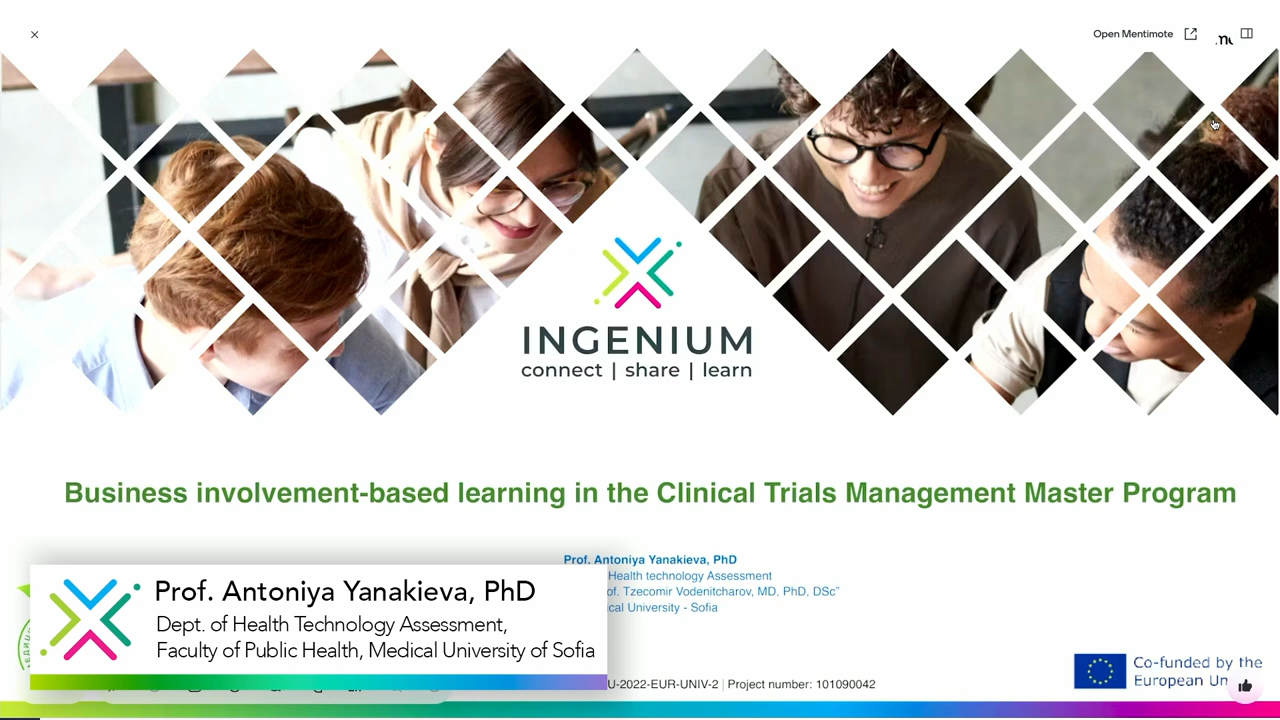 Open Mentimote
INGENIUM
connect | share | learn
Business involvement-based learning in the Clinical Trials Management Master Program
Prof. Antoniya Yanakieva, PhD
Health technology Assessment
of. Tzecomir Vodenitcharov, MD, PhD, DSc”
cal University - Sofia
Prof. Antoniya Yanakieva, PhD
Dept. of Health Technology Assessment,
Faculty of Public Health, Medical University of Sofia
U-2022-EUR-UNIV-2 | Project number: 101090042
Co-funded by the
European Un